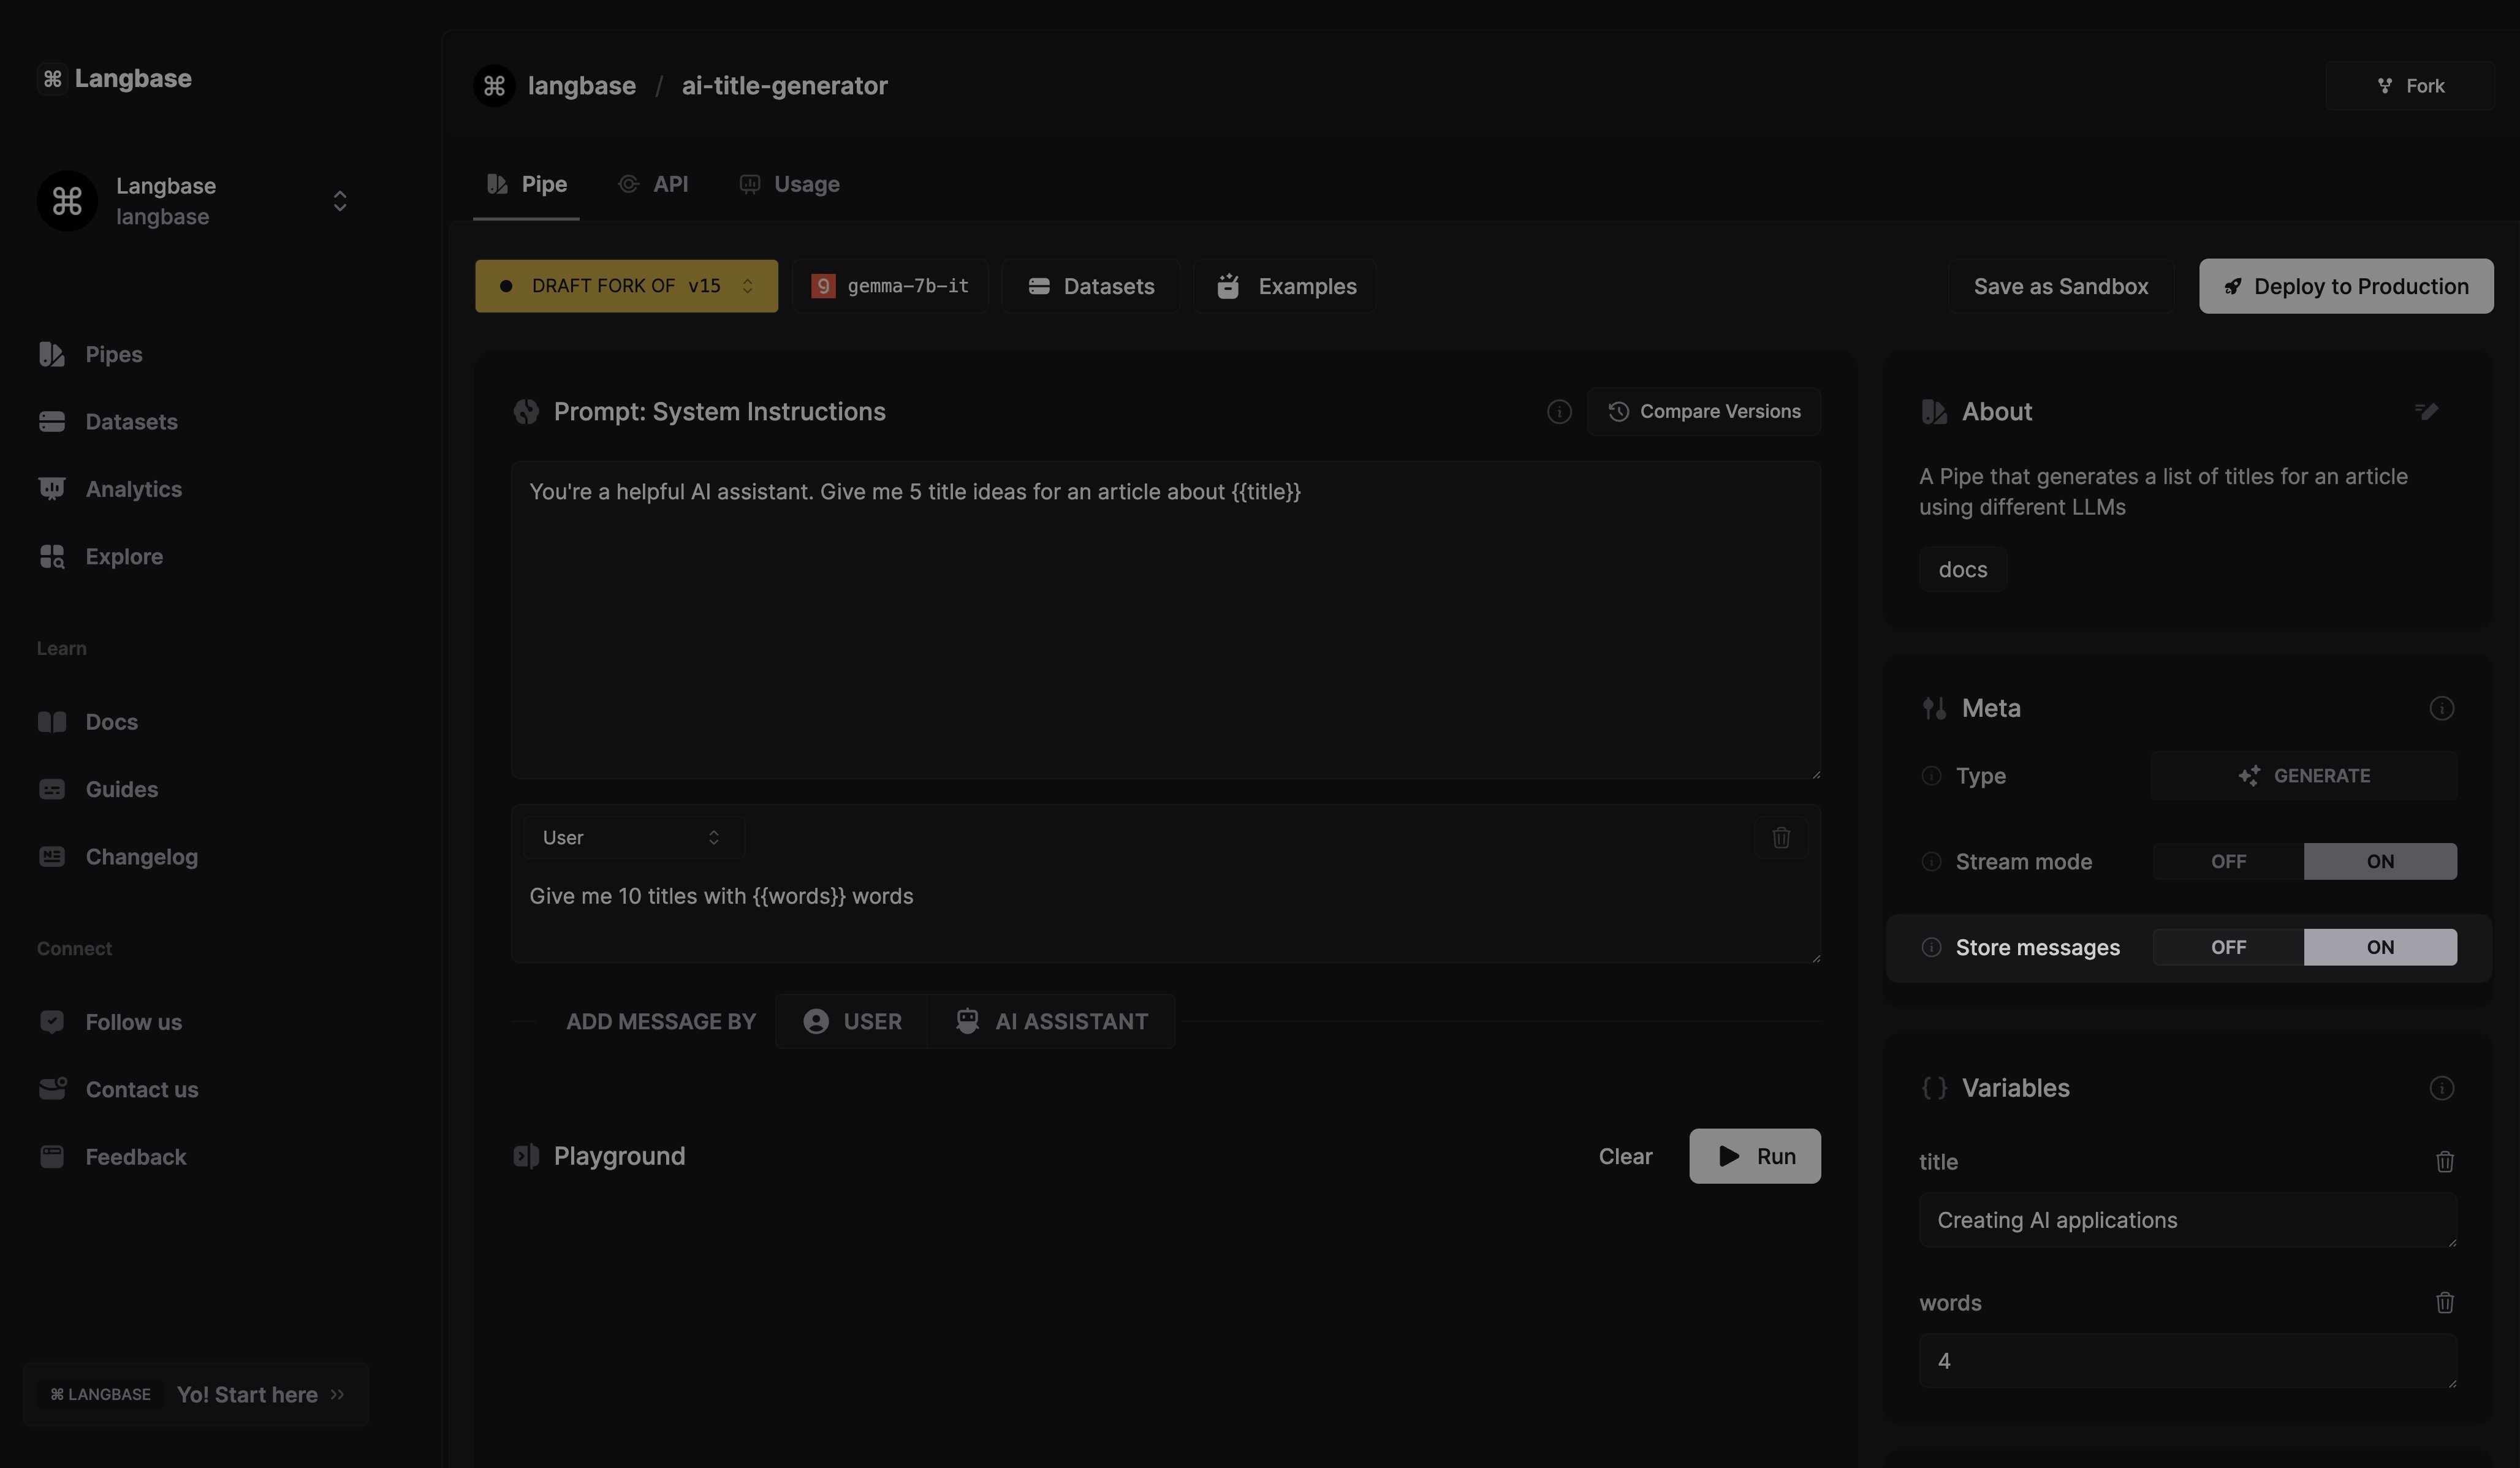 Langbase
Langbase
langbase
Pipes
Datasets
Analytics
Explore
Learn
Docs
Guides
Changelog
Connect
Follow us
Contact us
Feedback
⌘ LANGBASE Yo! Start here
langbase / ai-title-generator
Fork
Pipe API Usage
DRAFT FORK OF v15
gemma-7b-it
Datasets
Examples
Save as Sandbox
Deploy to Production
Prompt: System Instructions
Compare Versions
You're a helpful AI assistant. Give me 5 title ideas for an article about {{title}}
User
Give me 10 titles with {{words}} words
ADD MESSAGE BY USER AI ASSISTANT
Playground
Clear
Run
About
A Pipe that generates a list of titles for an article
using different LLMs
docs
Meta
Type GENERATE
Stream mode OFF ON
Store messages OFF ON
{ } Variables
title
Creating AI applications
words
4